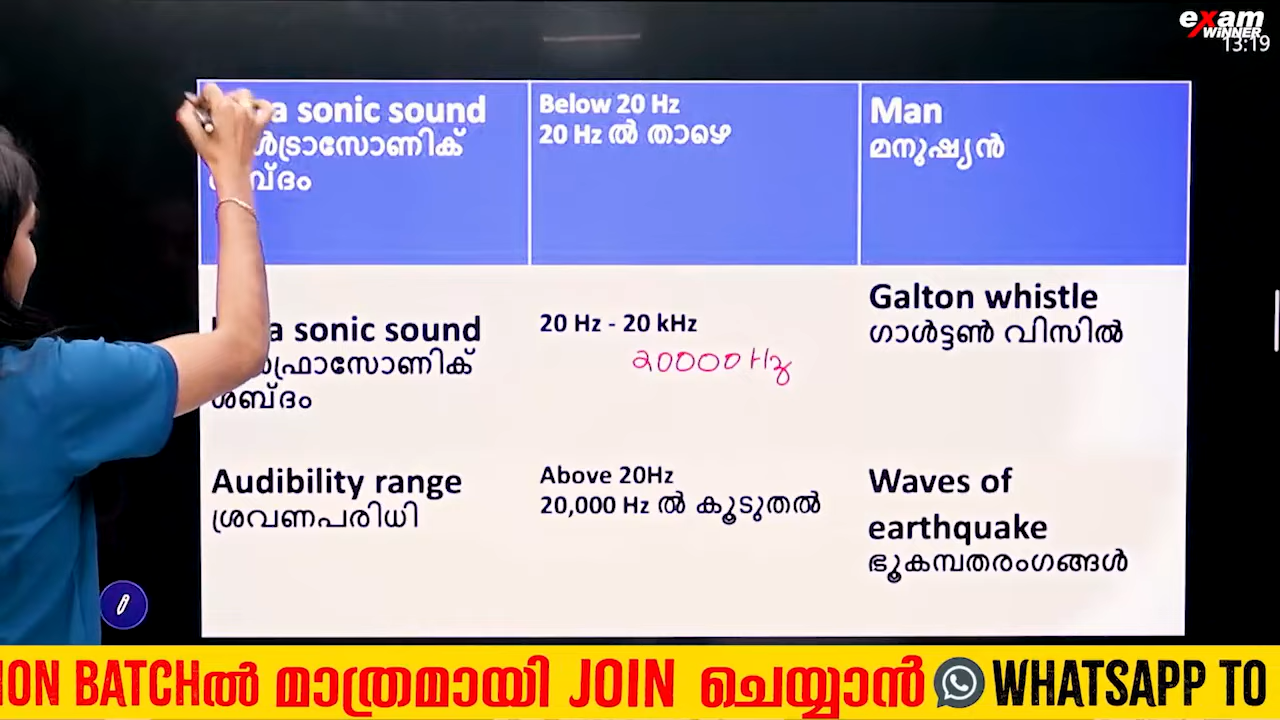 exam
WiNNER
13:19
sonic sound
Below 20 Hz
20 Hz ൽ താഴെ
Man
മനുഷ്യൻ
sonic sound
20 Hz - 20 kHz
20000 Hz
Galton whistle
ഗാൾട്ടൺ വിസിൽ
ശബ്ദം
Audibility range
ശ്രവണപരിധി
Above 20Hz
20,000 Hz ൽ കൂടുതൽ
Waves of
earthquake
ഭൂകമ്പതരംഗങ്ങൾ
BATCHൽ മാത്രമായി JOIN ചെയ്യാൻ WHATSAPP TO